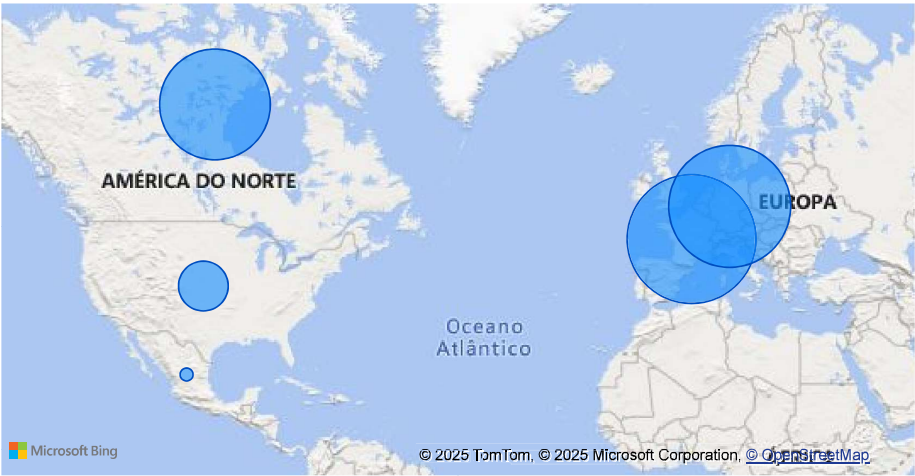 AMÉRICA DO NORTE
EUROPA
Oceano
Atlântico
Microsoft Bing
© 2025 TomTom, © 2025 Microsoft Corporation, © OpenStreetMap